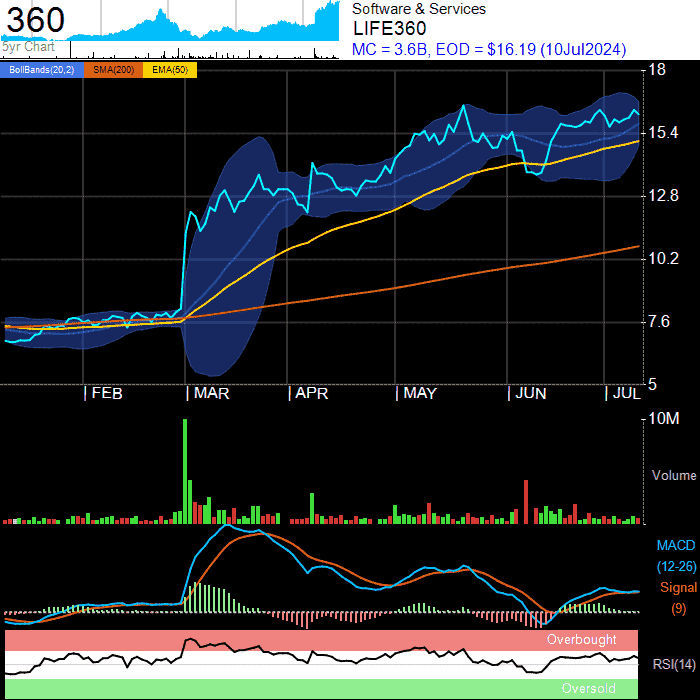 360
5yr Chart
Software & Services
LIFE360
MC = 3.6B, EOD = $16.19 (10Jul2024)
BollBands(20,2) SMA(200) EMA(50)
18
15.4
12.8
10.2
7.6
5
FEB MAR APR MAY JUN JUL
10M
Volume
MACD
(12-26)
Signal
(9)
Overbought
RSI(14)
Oversold